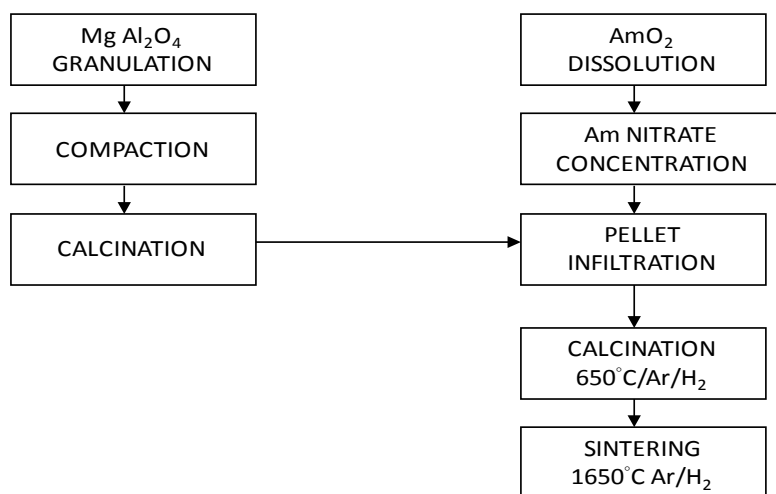 Mg Al₂O₄
GRANULATION
COMPACTION
CALCINATION
AmO₂
DISSOLUTION
Am NITRATE
CONCENTRATION
PELLET
INFILTRATION
CALCINATION
650°C/Ar/H₂
SINTERING
1650°C Ar/H₂